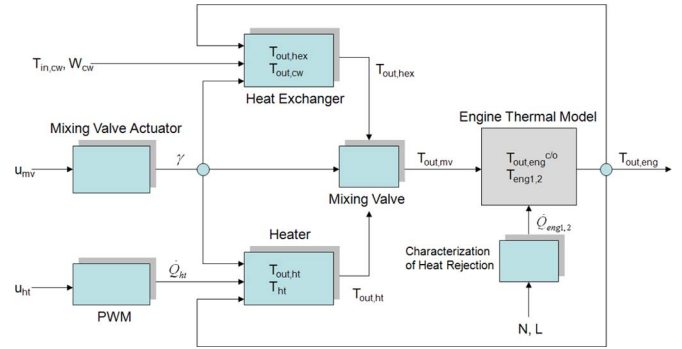 T_in,cw, W_cw
T_out,hex
T_out,cw
Heat Exchanger
T_out,hex
Mixing Valve Actuator
u_mv
γ
Mixing Valve
T_out,mv
Engine Thermal Model
T_out,eng^c/o
T_eng1,2
T_out,eng
Q̇_eng1,2
Characterization
of Heat Rejection
N, L
Heater
T_out,ht
T_ht
T_out,ht
Q̇_ht
u_ht
PWM